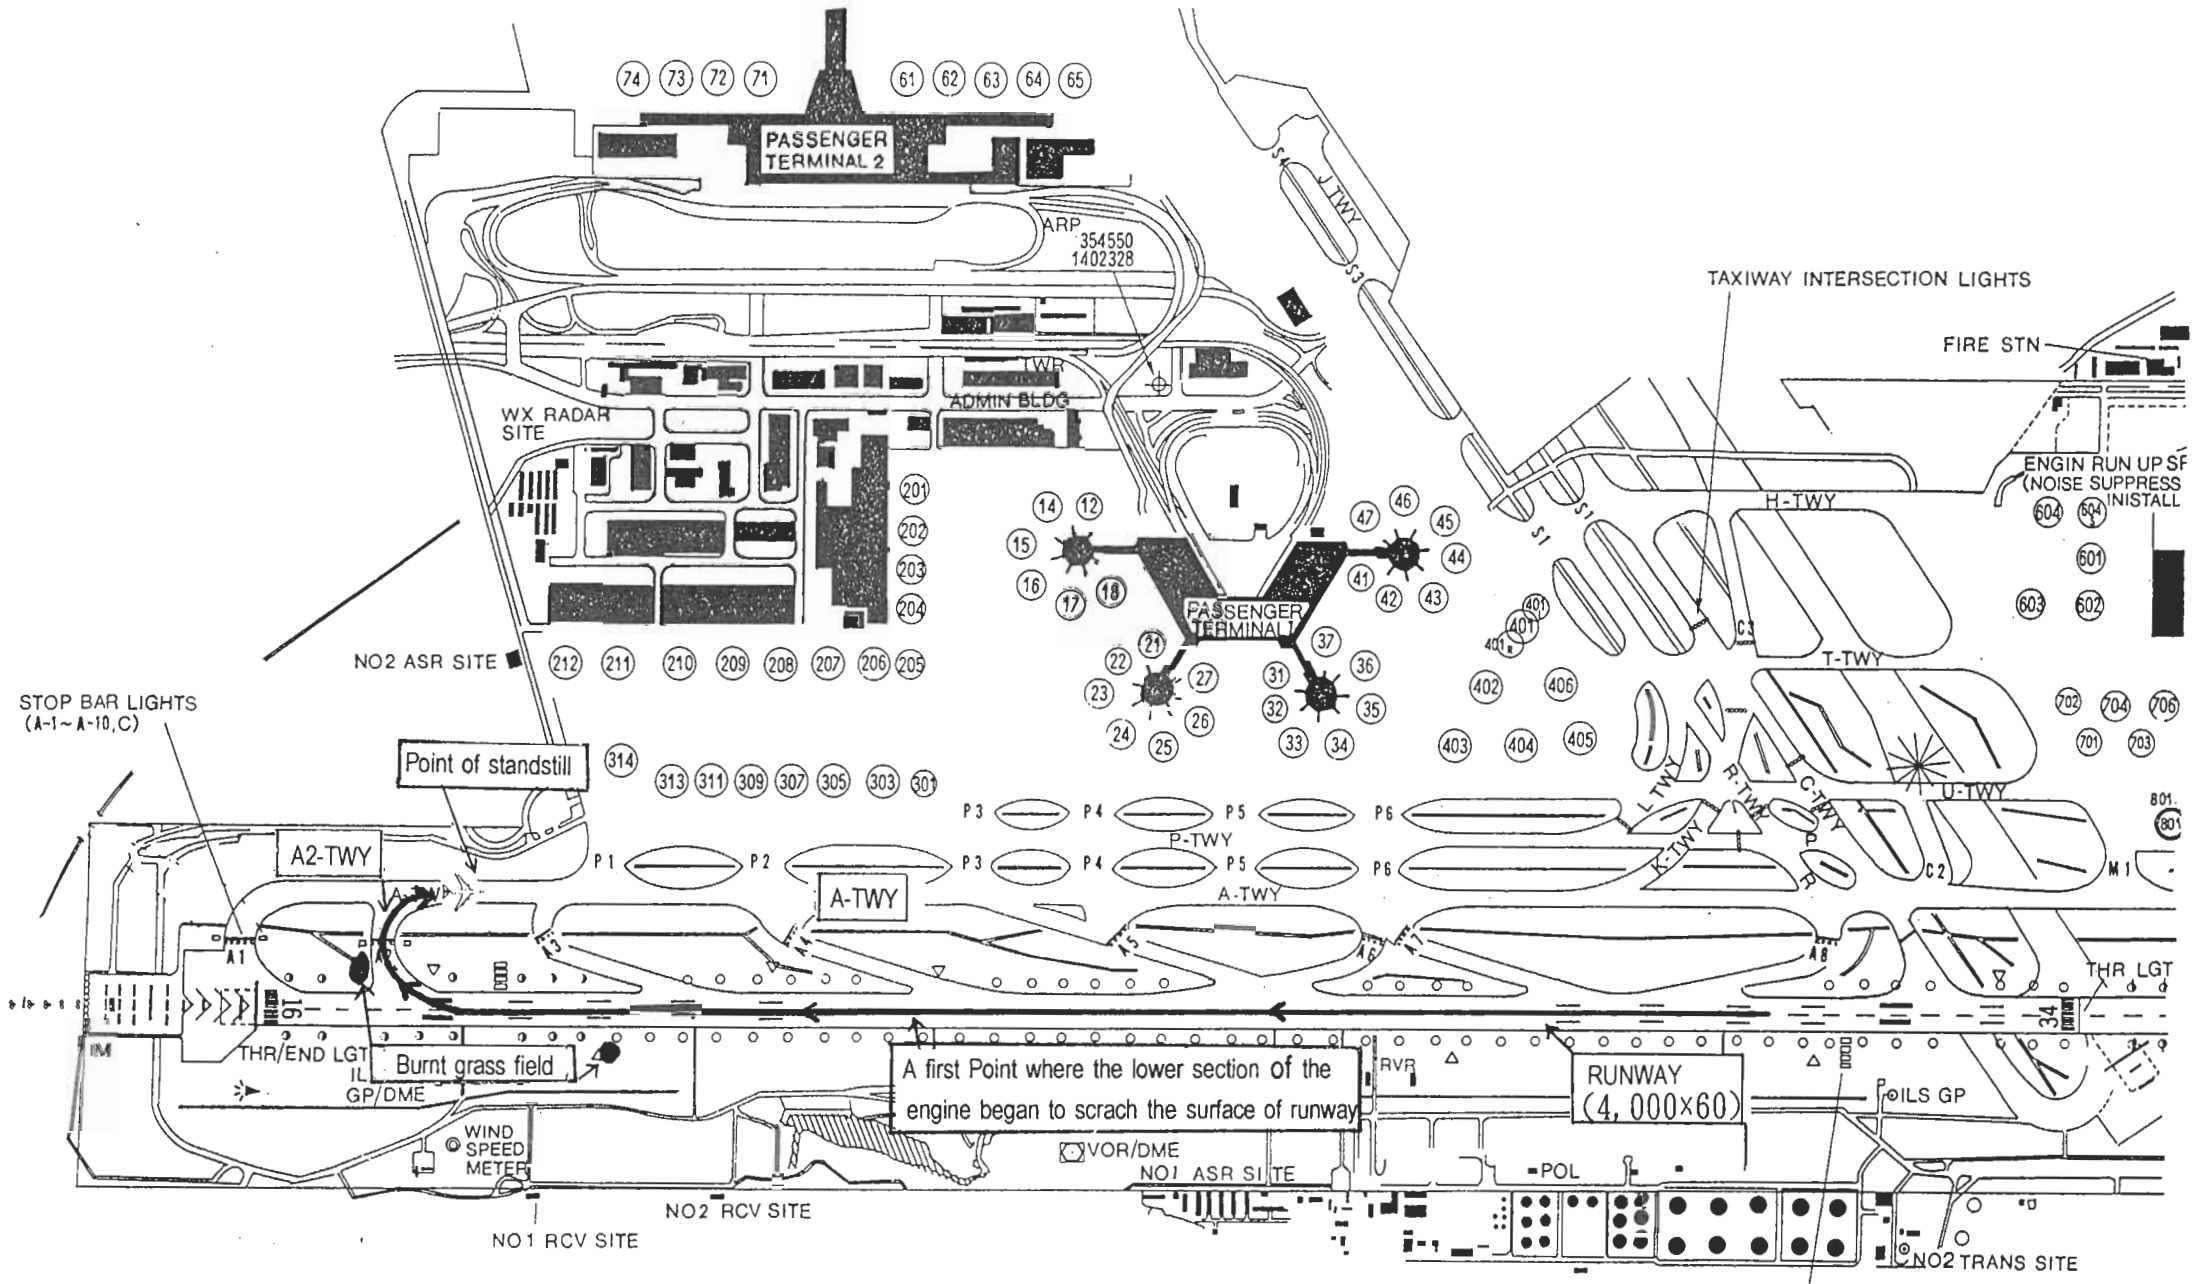 74 73 72 71 61 62 63 64 65
PASSENGER
TERMINAL 2
S4
J TWY
ARP
354550
1402328
S3
TAXIWAY INTERSECTION LIGHTS
FIRE STN
TWR
ADMIN BLDG
WX RADAR
SITE
ENGIN RUN UP SP
(NOISE SUPPRESS
INISTALL
H-TWY
S1
S1
604 604
S
601
603 602
201
202
203
204
14 12
15
16 17 18
46
47 45
44
41 42 43
PASSENGER
TERMINAL1
401
401
401 R
C3
T-TWY
NO2 ASR SITE
212 211 210 209 208 207 206 205
21
22
23
24 25 26
27
37
31 36
32 35
33 34
402 406
403 404 405
702 704 706
701 703
STOP BAR LIGHTS
(A-1~A-10,C)
Point of standstill
314
313 311 309 307 305 303 301
L TWY
R-TWY
C-TWY
U-TWY
801
801
P3 P4 P5 P6
P-TWY
K-TWY
P
R
A2-TWY
P1 P2 P3 P4 P5 P6
C2 M1
A-TWY
A-TWY
A1 A3 A4 A5 A6 A7 A8
THR LGT
16
34
IM
THR/END LGT
IL
GP/DME
Burnt grass field
A first Point where the lower section of the
engine began to scrach the surface of runway
RVR
RUNWAY
(4,000×60)
ILS GP
WIND
SPEED
METER
VOR/DME
NO1 ASR SITE
POL
NO2 RCV SITE
NO1 RCV SITE
NO2 TRANS SITE